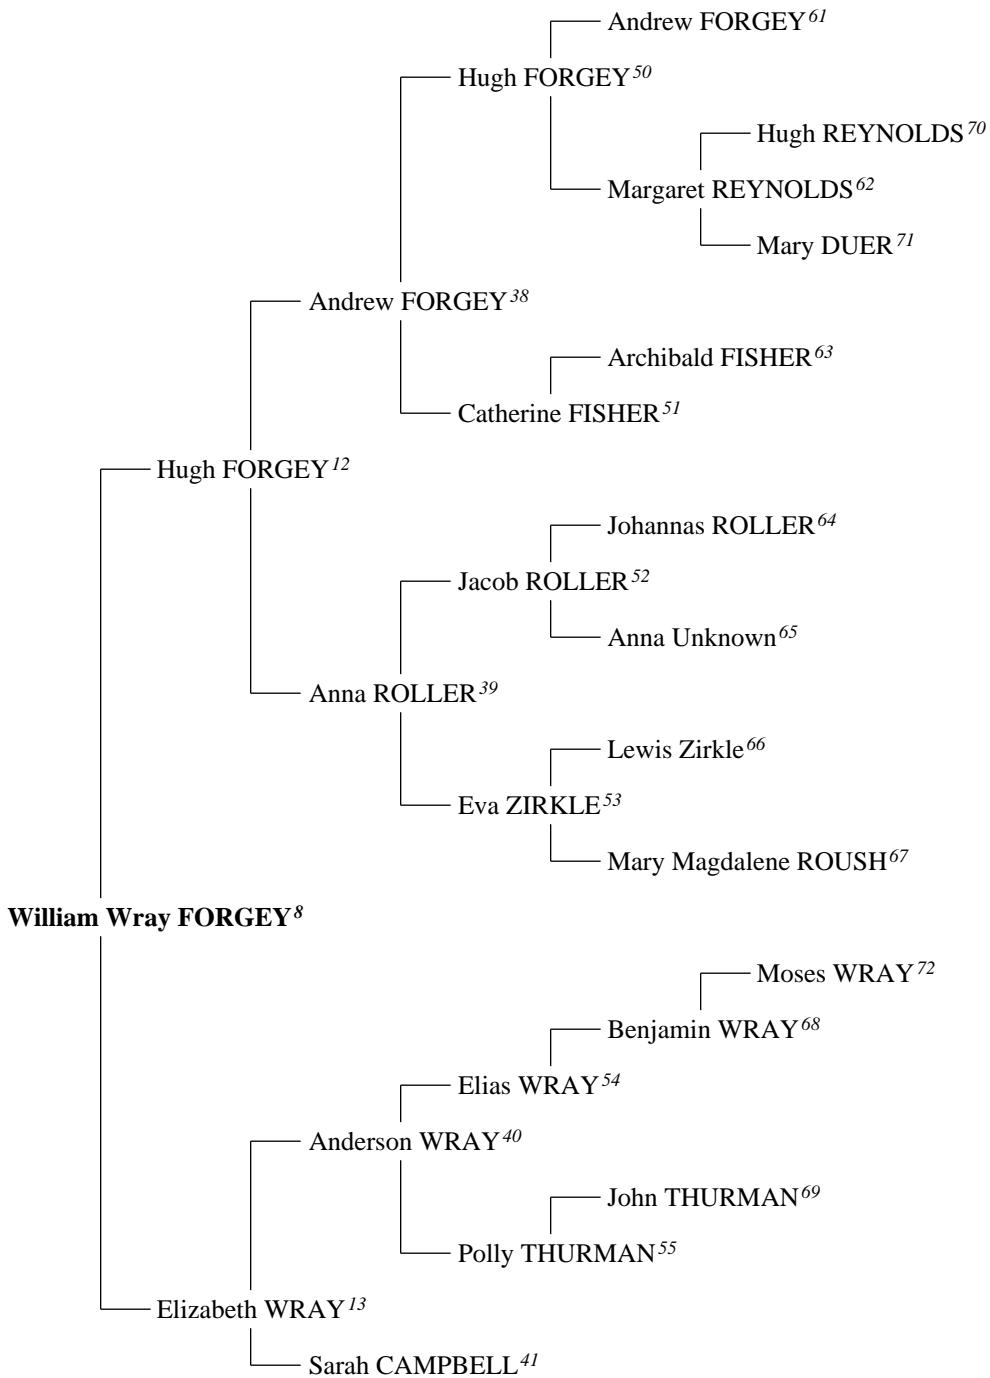 Andrew FORGEY61
Hugh FORGEY50
Hugh REYNOLDS70
Margaret REYNOLDS62
Mary DUER71
Andrew FORGEY38
Archibald FISHER63
Catherine FISHER51
Hugh FORGEY12
Johannas ROLLER64
Jacob ROLLER52
Anna Unknown65
Anna ROLLER39
Lewis Zirkle66
Eva ZIRKLE53
Mary Magdalene ROUSH67
William Wray FORGEY8
Moses WRAY72
Benjamin WRAY68
Elias WRAY54
Anderson WRAY40
John THURMAN69
Polly THURMAN55
Elizabeth WRAY13
Sarah CAMPBELL41